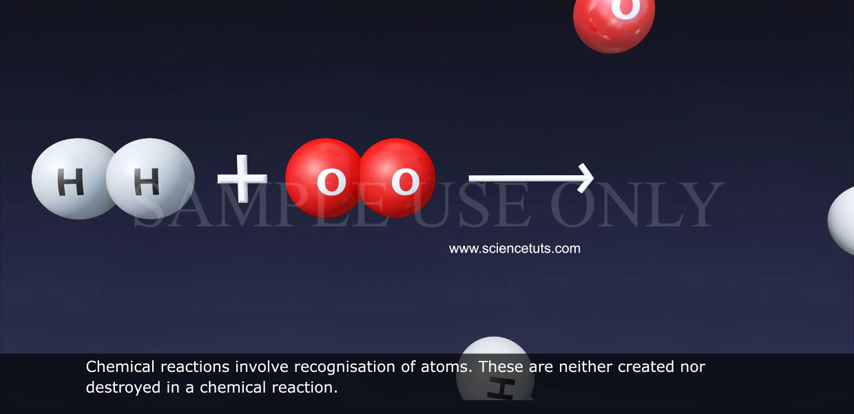 O
H H + O O →
SAMPLE USE ONLY
www.sciencetuts.com
H
Chemical reactions involve recognisation of atoms. These are neither created nor
destroyed in a chemical reaction.